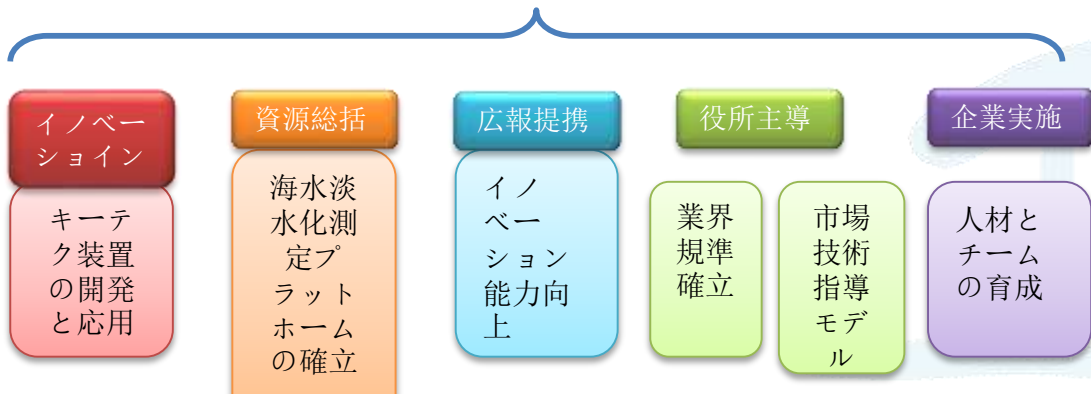 イノベー
ショイン
キーテ
ク装置
の開発
と応用
資源総括
海水淡
水化測
定プ
ラット
ホーム
の確立
広報提携
イノ
ベー
ション
能力向
上
役所主導
業界
規準
確立
市場
技術
指導
モデ
ル
企業実施
人材と
チーム
の育成